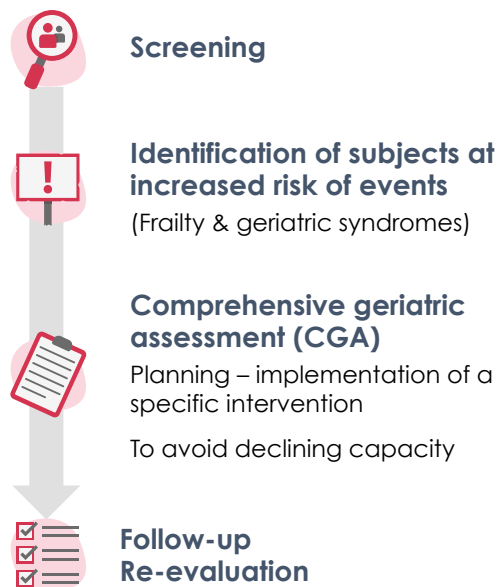 Screening
Identification of subjects at
increased risk of events
(Frailty & geriatric syndromes)
Comprehensive geriatric
assessment (CGA)
Planning – implementation of a
specific intervention
To avoid declining capacity
Follow-up
Re-evaluation